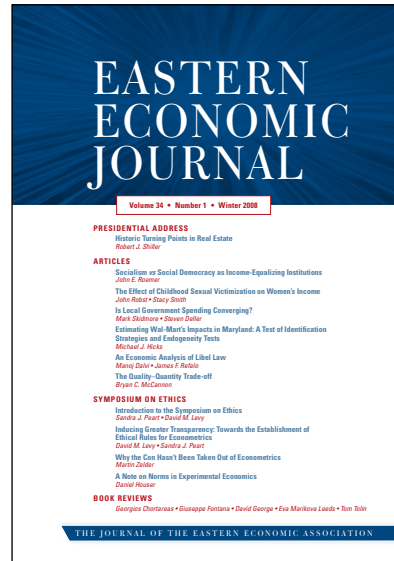 EASTERN
ECONOMIC
JOURNAL
Volume 34 • Number 1 • Winter 2008
PRESIDENTIAL ADDRESS
Historic Turning Points in Real Estate
Robert J. Shiller
ARTICLES
Socialism vs Social Democracy as Income-Equalizing Institutions
John E. Roemer
The Effect of Childhood Sexual Victimization on Women's Income
John Robst • Stacy Smith
Is Local Government Spending Converging?
Mark Skidmore • Steven Deller
Estimating Wal-Mart's Impacts in Maryland: A Test of Identification
Strategies and Endogeneity Tests
Michael J. Hicks
An Economic Analysis of Libel Law
Manoj Dalvi • James F. Refalo
The Quality–Quantity Trade-off
Bryan C. McCannon
SYMPOSIUM ON ETHICS
Introduction to the Symposium on Ethics
Sandra J. Peart • David M. Levy
Inducing Greater Transparency: Towards the Establishment of
Ethical Rules for Econometrics
David M. Levy • Sandra J. Peart
Why the Con Hasn't Been Taken Out of Econometrics
Martin Zelder
A Note on Norms in Experimental Economics
Daniel Houser
BOOK REVIEWS
Georgios Chortareas • Giuseppe Fontana • David George • Eva Marikova Leeds • Tom Tolin
THE JOURNAL OF THE EASTERN ECONOMIC ASSOCIATION